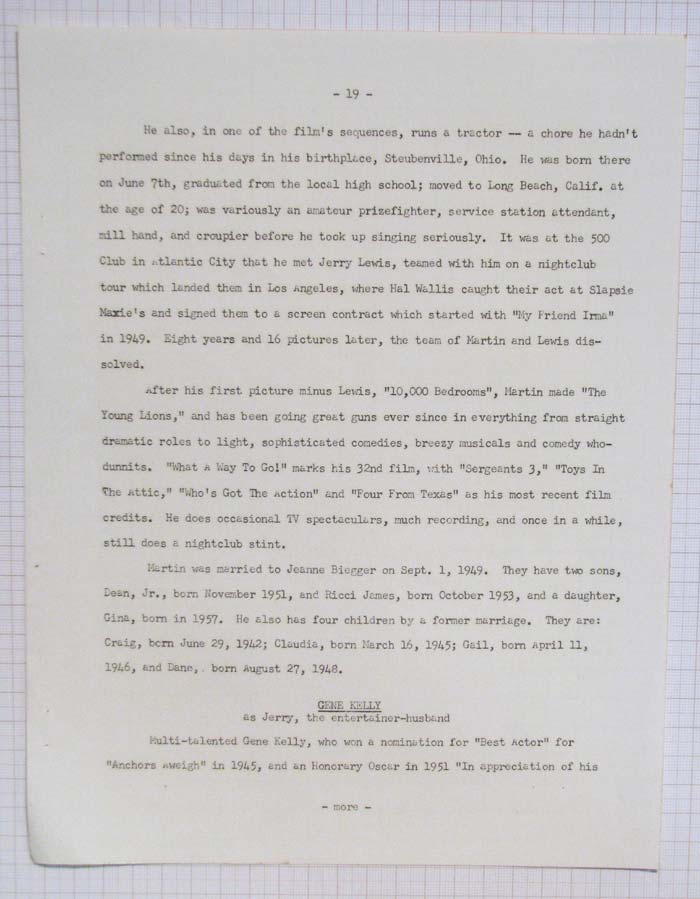 - 19 -
He also, in one of the film's sequences, runs a tractor -- a chore he hadn't
performed since his days in his birthplace, Steubenville, Ohio. He was born there
on June 7th, graduated from the local high school; moved to Long Beach, Calif. at
the age of 20; was variously an amateur prizefighter, service station attendant,
mill hand, and croupier before he took up singing seriously. It was at the 500
Club in Atlantic City that he met Jerry Lewis, teamed with him on a nightclub
tour which landed them in Los Angeles, where Hal Wallis caught their act at Slapsie
Maxie's and signed them to a screen contract which started with "My Friend Irma"
in 1949. Eight years and 16 pictures later, the team of Martin and Lewis dis-
solved.
After his first picture minus Lewis, "10,000 Bedrooms", Martin made "The
Young Lions," and has been going great guns ever since in everything from straight
dramatic roles to light, sophisticated comedies, breezy musicals and comedy who-
dunnits. "What A Way To Go!" marks his 32nd film, with "Sergeants 3," "Toys In
The Attic," "Who's Got The Action" and "Four From Texas" as his most recent film
credits. He does occasional TV spectaculars, much recording, and once in a while,
still does a nightclub stint.
Martin was married to Jeanne Biegger on Sept. 1, 1949. They have two sons,
Dean, Jr., born November 1951, and Ricci James, born October 1953, and a daughter,
Gina, born in 1957. He also has four children by a former marriage. They are:
Craig, born June 29, 1942; Claudia, born March 16, 1945; Gail, born April 11,
1946, and Dane,. born August 27, 1948.
GENE KELLY
as Jerry, the entertainer-husband
Multi-talented Gene Kelly, who won a nomination for "Best Actor" for
"Anchors Aweigh" in 1945, and an Honorary Oscar in 1951 "In appreciation of his
- more -